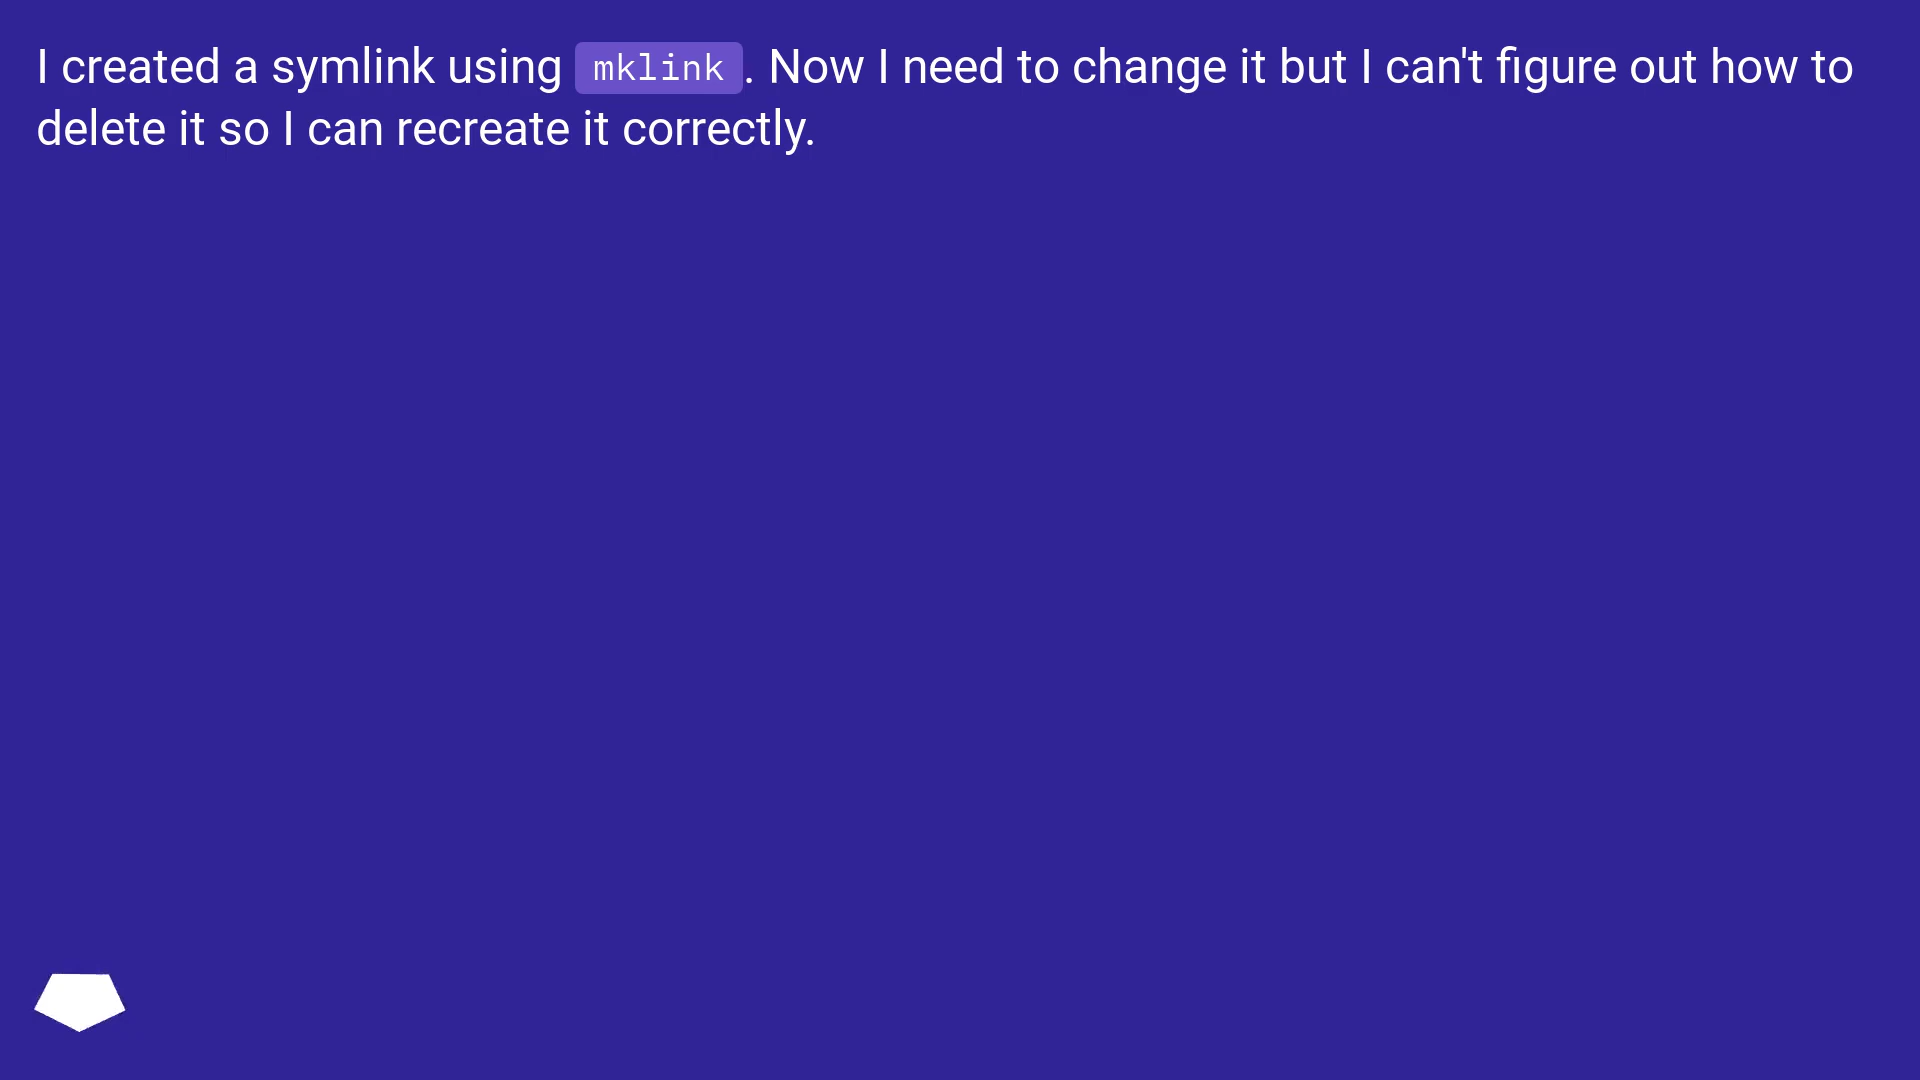 I created a symlink using mklink. Now I need to change it but I can't figure out how to
delete it so I can recreate it correctly.